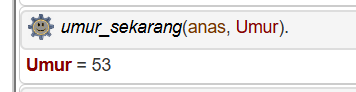 umur_sekarang(anas, Umur).
Umur = 53